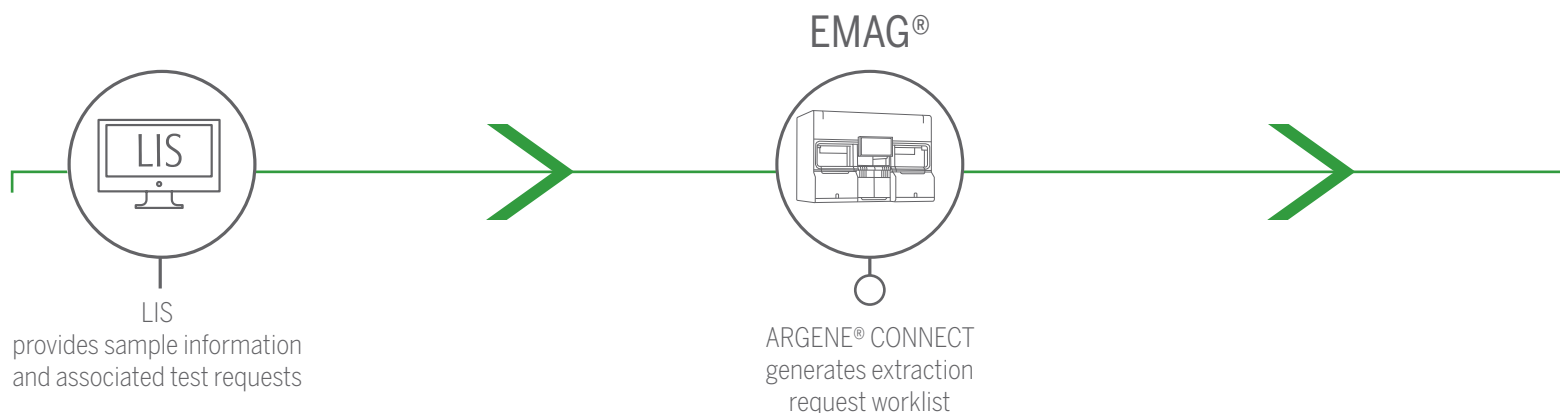 EMAG®
LIS
LIS
provides sample information
and associated test requests
ARGENE® CONNECT
generates extraction
request worklist